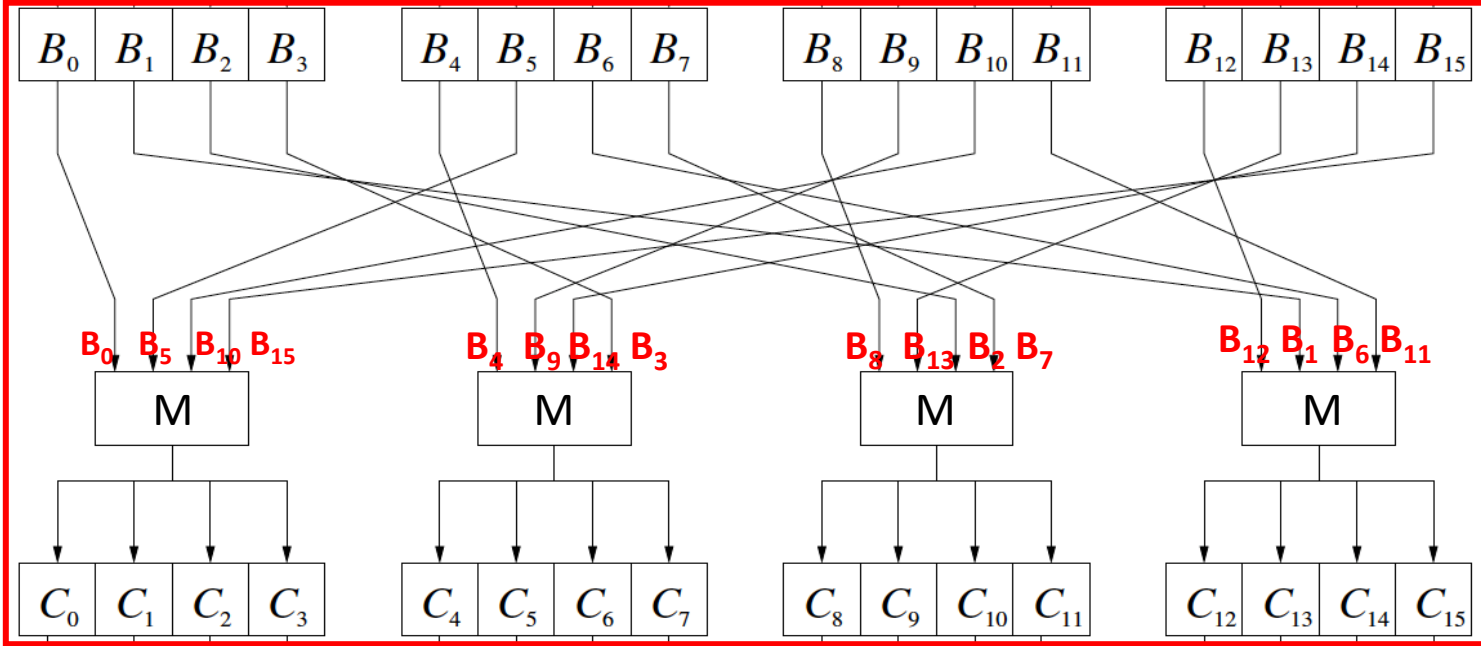 B₀ B₁ B₂ B₃ B₄ B₅ B₆ B₇ B₈ B₉ B₁₀ B₁₁ B₁₂ B₁₃ B₁₄ B₁₅
B₀ B₅ B₁₀ B₁₅ B₄ B₉ B₁₄ B₃ B₈ B₁₃ B₂ B₇ B₁₂ B₁ B₆ B₁₁
M M M M
C₀ C₁ C₂ C₃ C₄ C₅ C₆ C₇ C₈ C₉ C₁₀ C₁₁ C₁₂ C₁₃ C₁₄ C₁₅